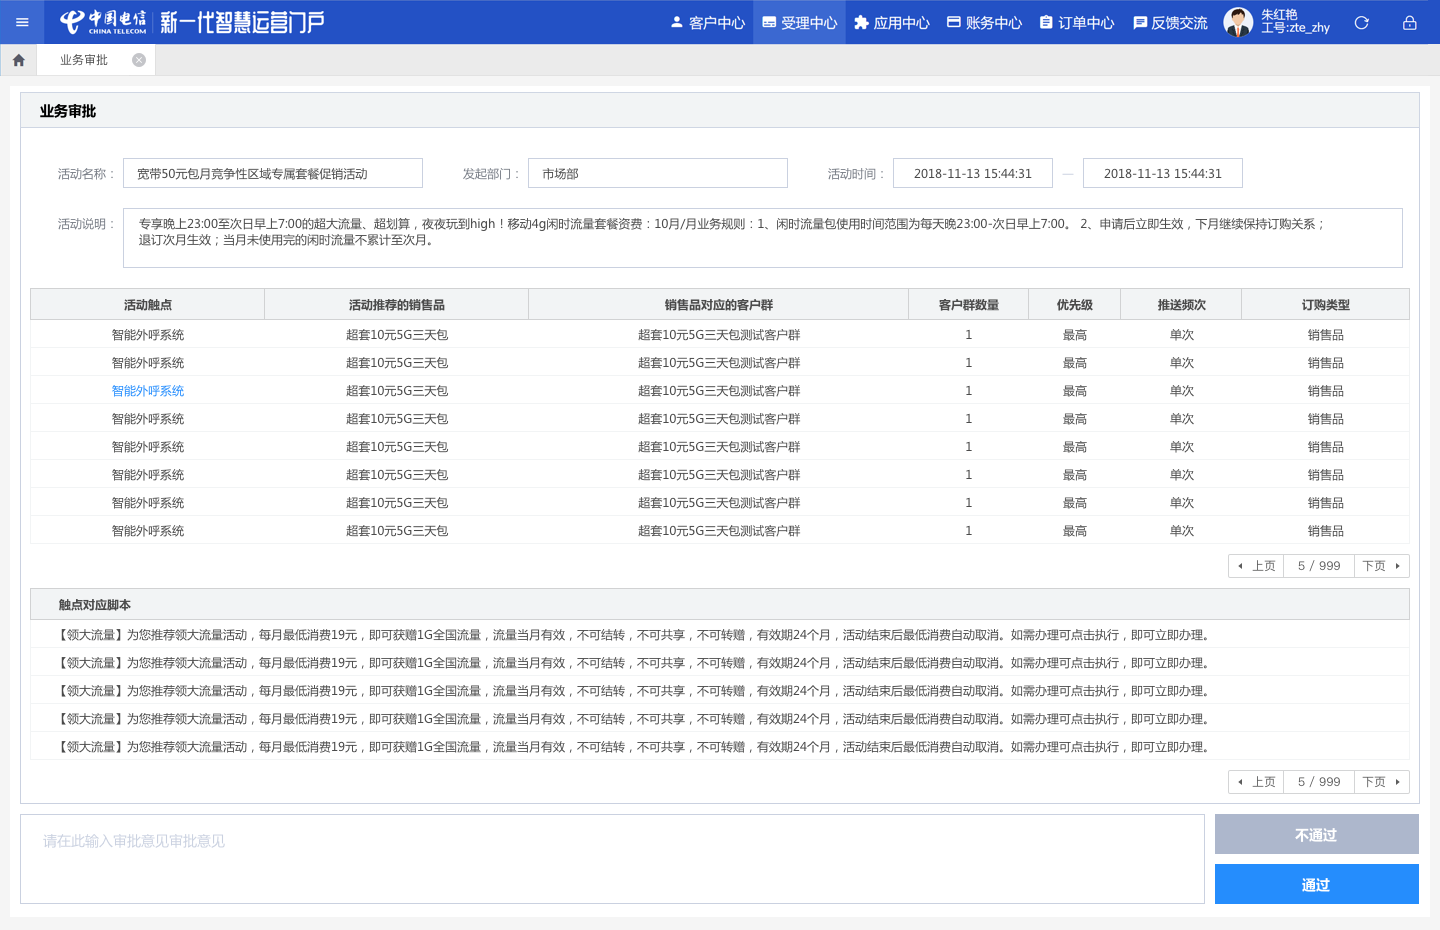 中国电信 新一代智慧运营门户 客户中心 受理中心 应用中心 账务中心 订单中心 反馈交流 朱红艳
CHINA TELECOM 工号:zte_zhy
业务审批
业务审批
活动名称： 宽带50元包月竞争性区域专属套餐促销活动 发起部门： 市场部 活动时间： 2018-11-13 15:44:31 — 2018-11-13 15:44:31
活动说明： 专享晚上23:00至次日早上7:00的超大流量、超划算，夜夜玩到high！移动4g闲时流量套餐资费：10月/月业务规则：1、闲时流量包使用时间范围为每天晚23:00-次日早上7:00。 2、申请后立即生效，下月继续保持订购关系；
退订次月生效；当月未使用完的闲时流量不累计至次月。
活动触点 活动推荐的销售品 销售品对应的客户群 客户群数量 优先级 推送频次 订购类型
智能外呼系统 超套10元5G三天包 超套10元5G三天包测试客户群 1 最高 单次 销售品
智能外呼系统 超套10元5G三天包 超套10元5G三天包测试客户群 1 最高 单次 销售品
智能外呼系统 超套10元5G三天包 超套10元5G三天包测试客户群 1 最高 单次 销售品
智能外呼系统 超套10元5G三天包 超套10元5G三天包测试客户群 1 最高 单次 销售品
智能外呼系统 超套10元5G三天包 超套10元5G三天包测试客户群 1 最高 单次 销售品
智能外呼系统 超套10元5G三天包 超套10元5G三天包测试客户群 1 最高 单次 销售品
智能外呼系统 超套10元5G三天包 超套10元5G三天包测试客户群 1 最高 单次 销售品
智能外呼系统 超套10元5G三天包 超套10元5G三天包测试客户群 1 最高 单次 销售品
上页 5 / 999 下页
触点对应脚本
【领大流量】为您推荐领大流量活动，每月最低消费19元，即可获赠1G全国流量，流量当月有效，不可结转，不可共享，不可转赠，有效期24个月，活动结束后最低消费自动取消。如需办理可点击执行，即可立即办理。
【领大流量】为您推荐领大流量活动，每月最低消费19元，即可获赠1G全国流量，流量当月有效，不可结转，不可共享，不可转赠，有效期24个月，活动结束后最低消费自动取消。如需办理可点击执行，即可立即办理。
【领大流量】为您推荐领大流量活动，每月最低消费19元，即可获赠1G全国流量，流量当月有效，不可结转，不可共享，不可转赠，有效期24个月，活动结束后最低消费自动取消。如需办理可点击执行，即可立即办理。
【领大流量】为您推荐领大流量活动，每月最低消费19元，即可获赠1G全国流量，流量当月有效，不可结转，不可共享，不可转赠，有效期24个月，活动结束后最低消费自动取消。如需办理可点击执行，即可立即办理。
【领大流量】为您推荐领大流量活动，每月最低消费19元，即可获赠1G全国流量，流量当月有效，不可结转，不可共享，不可转赠，有效期24个月，活动结束后最低消费自动取消。如需办理可点击执行，即可立即办理。
上页 5 / 999 下页
请在此输入审批意见审批意见
不通过
通过